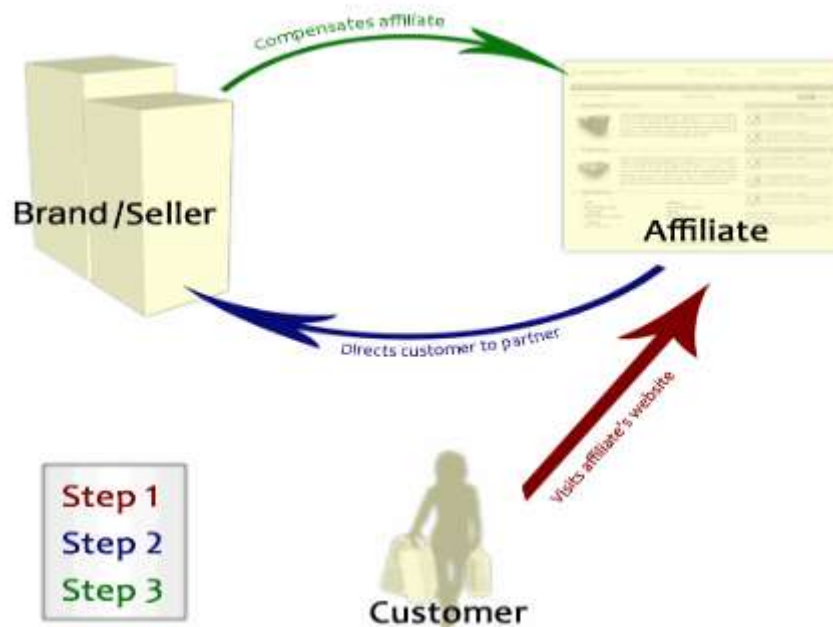 Compensates affiliate
Brand/Seller
Affiliate
Directs customer to partner
Visits affiliate's website
Step 1
Step 2
Step 3
Customer